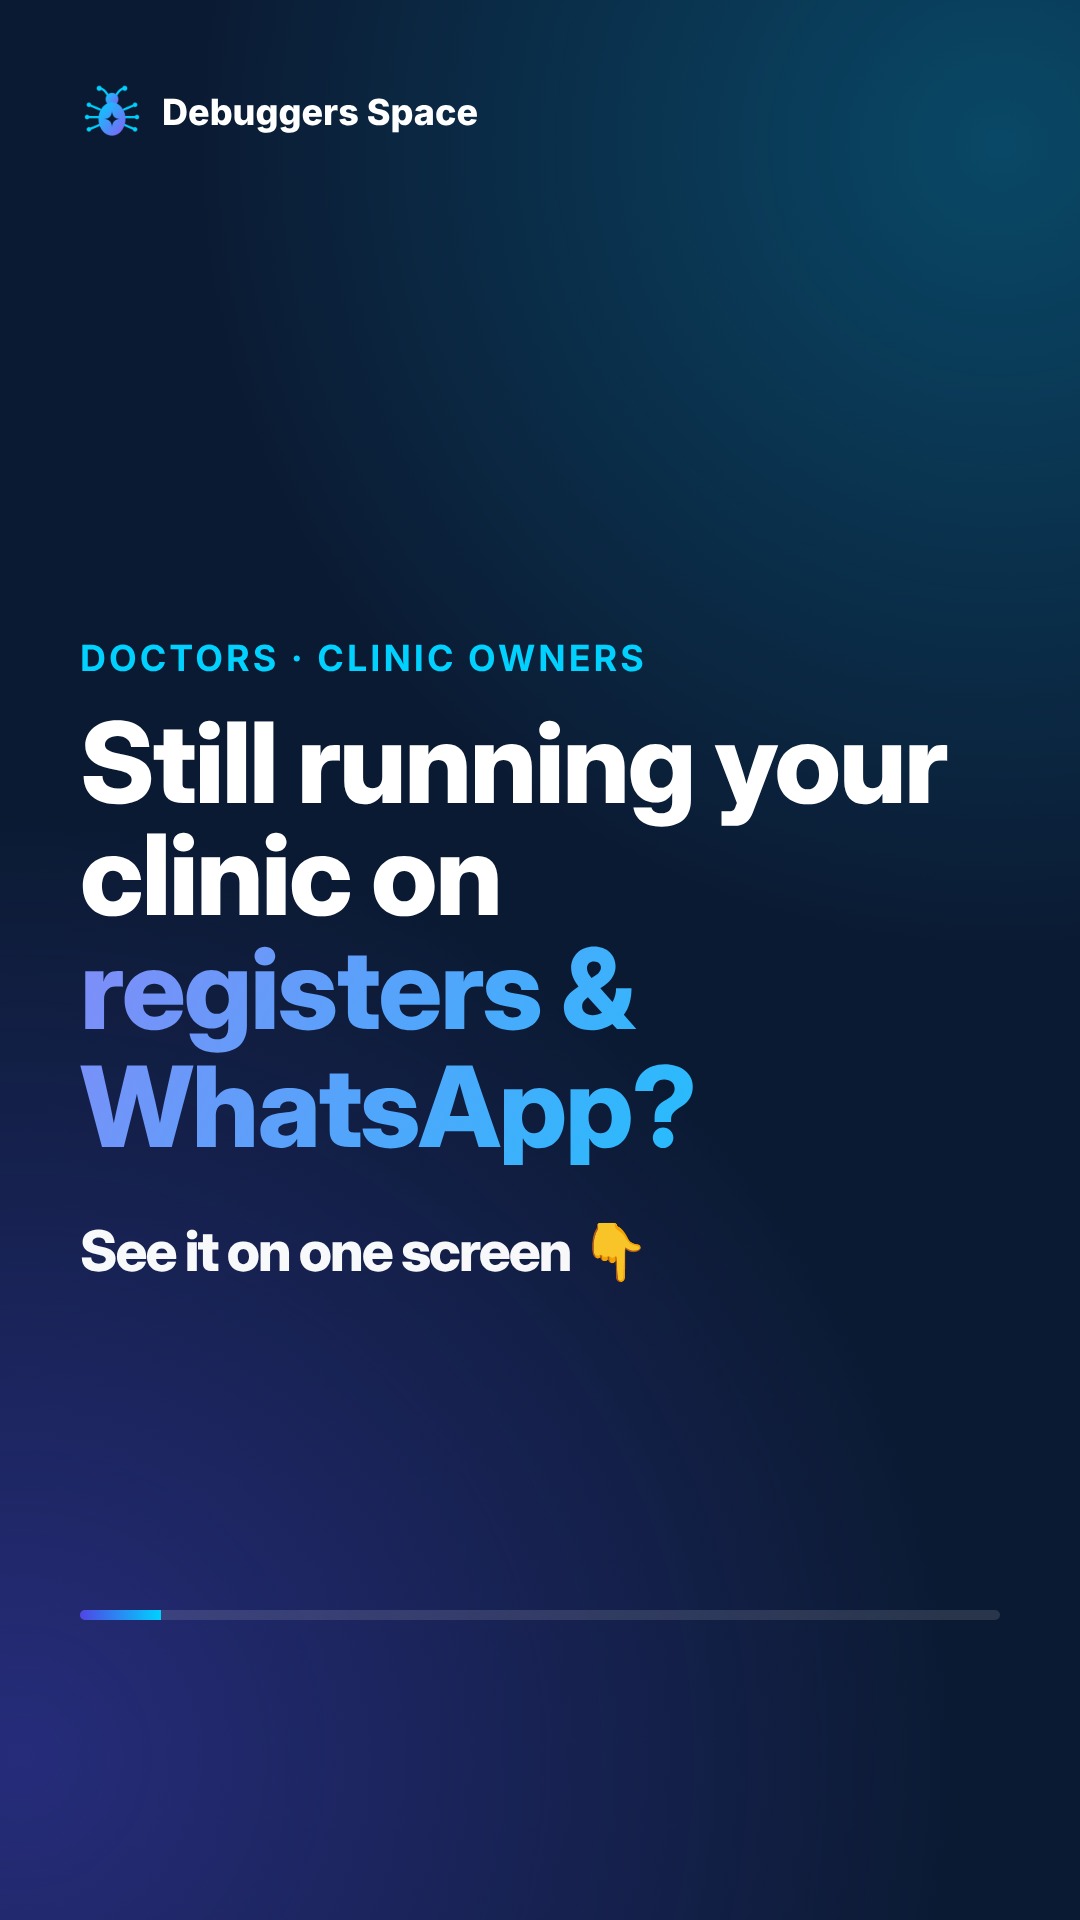 Debuggers Space
DOCTORS · CLINIC OWNERS
Still running your
clinic on
registers &
WhatsApp?
See it on one screen 👇